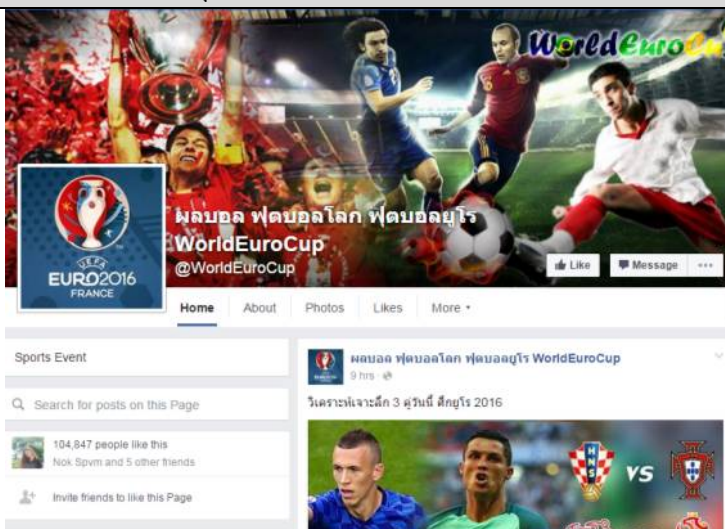 WorldEuroCup
UEFA
EURO2016
FRANCE
ผลบอล ฟุตบอลโลก ฟุตบอลยูโร
WorldEuroCup
@WorldEuroCup
Like
Message
Home About Photos Likes More
Sports Event
Search for posts on this Page
104,847 people like this
Nok Spvm and 5 other friends
Invite friends to like this Page
ผลบอล ฟุตบอลโลก ฟุตบอลยูโร WorldEuroCup
9 hrs
วิเคราะห์เจาะลึก 3 คู่วันนี้ ศึกยูโร 2016
HNS
VS